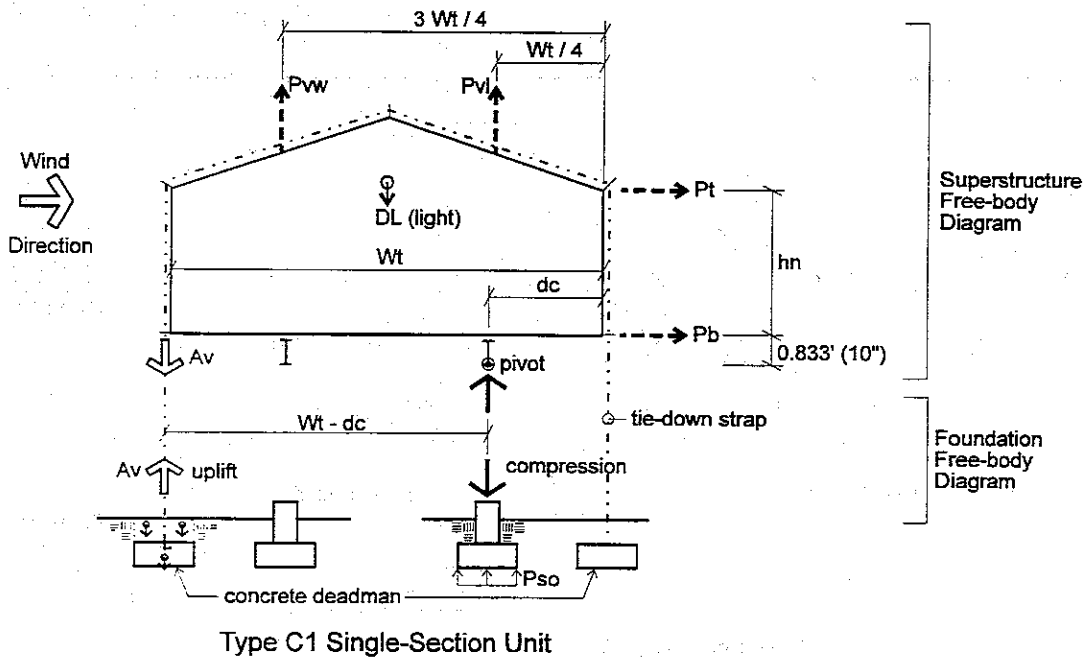 3 Wt / 4
Wt / 4
Pvw
Pvl
Wind
Direction
DL (light)
Pt
Superstructure
Free-body
Diagram
Wt
hn
dc
Pb
0.833' (10")
Av
pivot
Wt - dc
tie-down strap
Av
uplift
compression
Foundation
Free-body
Diagram
Pso
concrete deadman
Type C1 Single-Section Unit